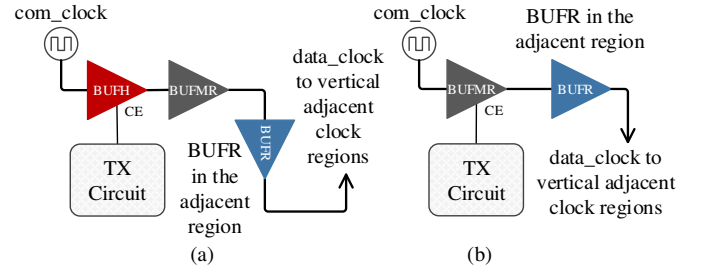 com_clock
BUFH
CE
BUFMR
BUFR
TX
Circuit
BUFR
in the
adjacent
region
data_clock
to vertical
adjacent
clock
regions
(a)
com_clock
BUFMR
CE
BUFR in the
adjacent region
BUFR
TX
Circuit
data_clock to
vertical adjacent
clock regions
(b)